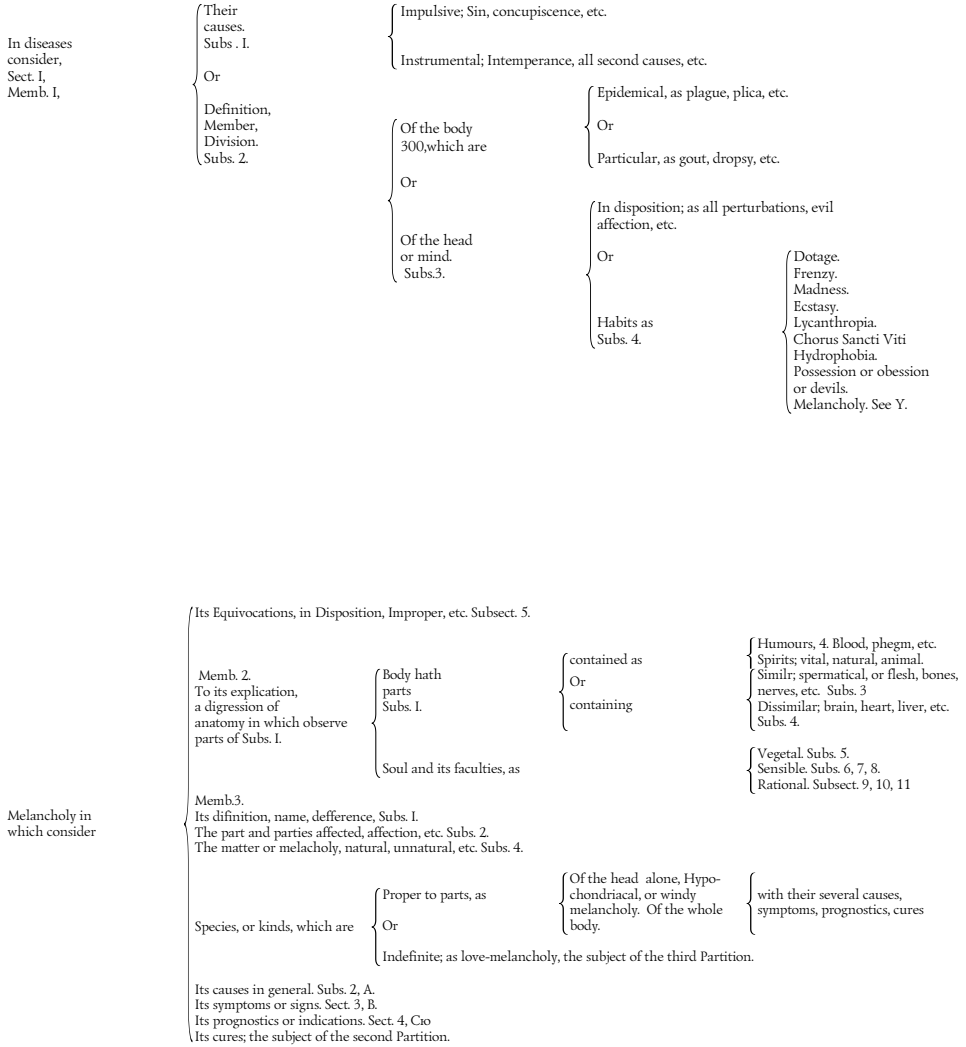 In diseases
consider,
Sect. I,
Memb. I,
Their
causes.
Subs . I.
Or
Definition,
Member,
Division.
Subs. 2.
Impulsive; Sin, concupiscence, etc.
Instrumental; Intemperance, all second causes, etc.
Of the body
300,which are
Or
Of the head
or mind.
Subs.3.
Epidemical, as plague, plica, etc.
Or
Particular, as gout, dropsy, etc.
In disposition; as all perturbations, evil
affection, etc.
Or
Habits as
Subs. 4.
Dotage.
Frenzy.
Madness.
Ecstasy.
Lycanthropia.
Chorus Sancti Viti
Hydrophobia.
Possession or obession
or devils.
Melancholy. See Y.
Melancholy in
which consider
Its Equivocations, in Disposition, Improper, etc. Subsect. 5.
Memb. 2.
To its explication,
a digression of
anatomy in which observe
parts of Subs. I.
Body hath
parts
Subs. I.
contained as
Or
containing
Humours, 4. Blood, phegm, etc.
Spirits; vital, natural, animal.
Similr; spermatical, or flesh, bones,
nerves, etc. Subs. 3
Dissimilar; brain, heart, liver, etc.
Subs. 4.
Soul and its faculties, as
Vegetal. Subs. 5.
Sensible. Subs. 6, 7, 8.
Rational. Subsect. 9, 10, 11
Memb.3.
Its difinition, name, defference, Subs. I.
The part and parties affected, affection, etc. Subs. 2.
The matter or melacholy, natural, unnatural, etc. Subs. 4.
Species, or kinds, which are
Proper to parts, as
Or
Indefinite; as love-melancholy, the subject of the third Partition.
Of the head alone, Hypo-
chondriacal, or windy
melancholy. Of the whole
body.
with their several causes,
symptoms, prognostics, cures
Its causes in general. Subs. 2, A.
Its symptoms or signs. Sect. 3, B.
Its prognostics or indications. Sect. 4, C10
Its cures; the subject of the second Partition.